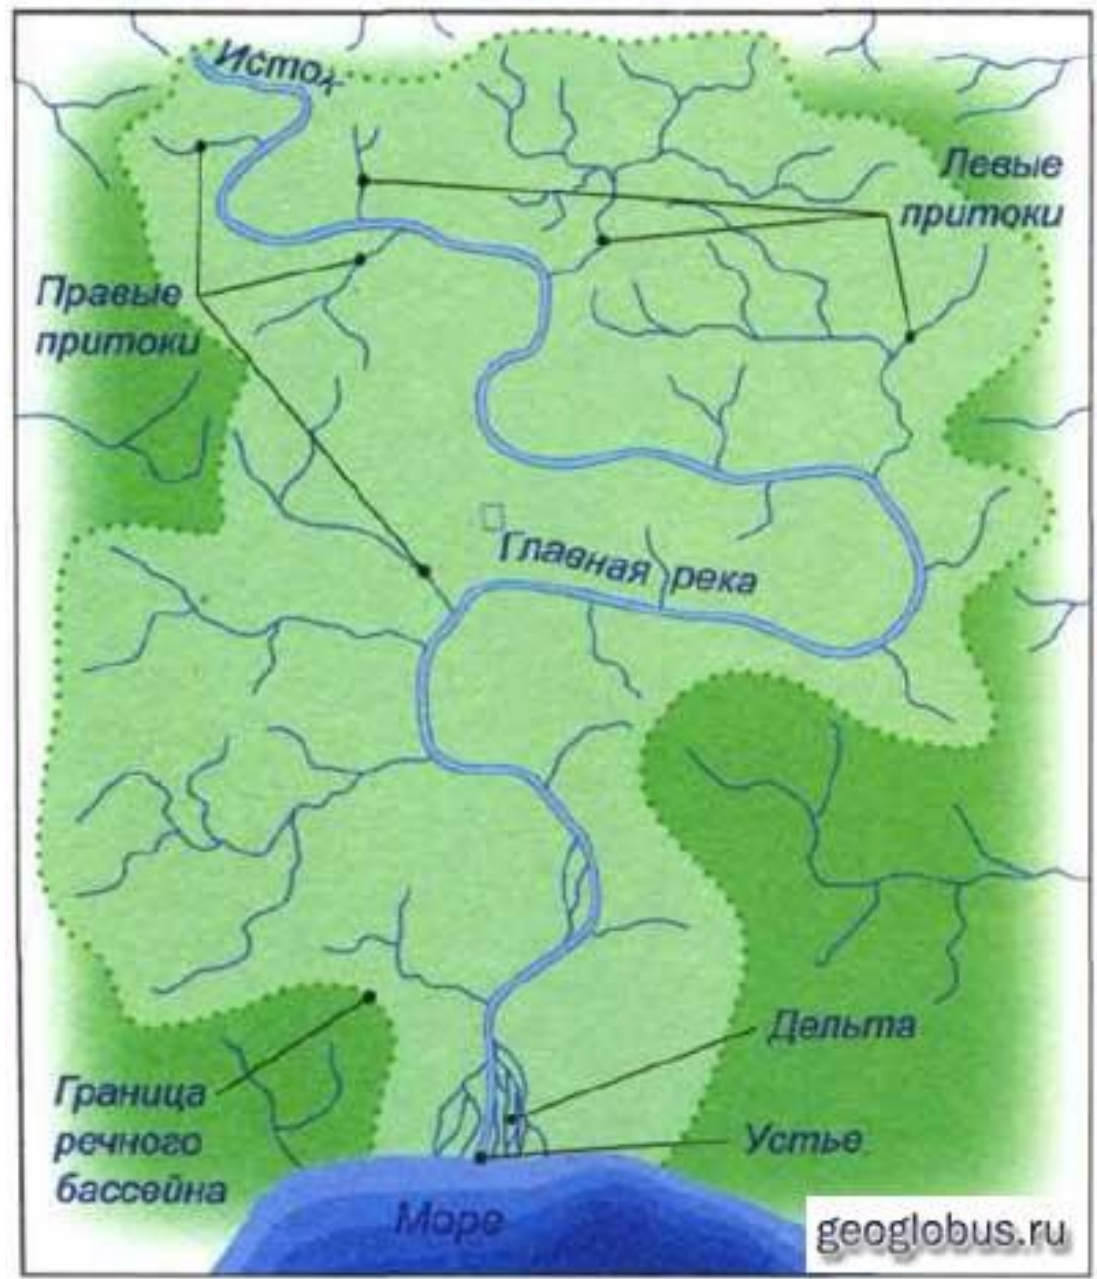 Исток
Левые
притоки
Правые
притоки
Главная река
Дельта
Граница
речного
бассейна
Устье
Море
geoglobus.ru